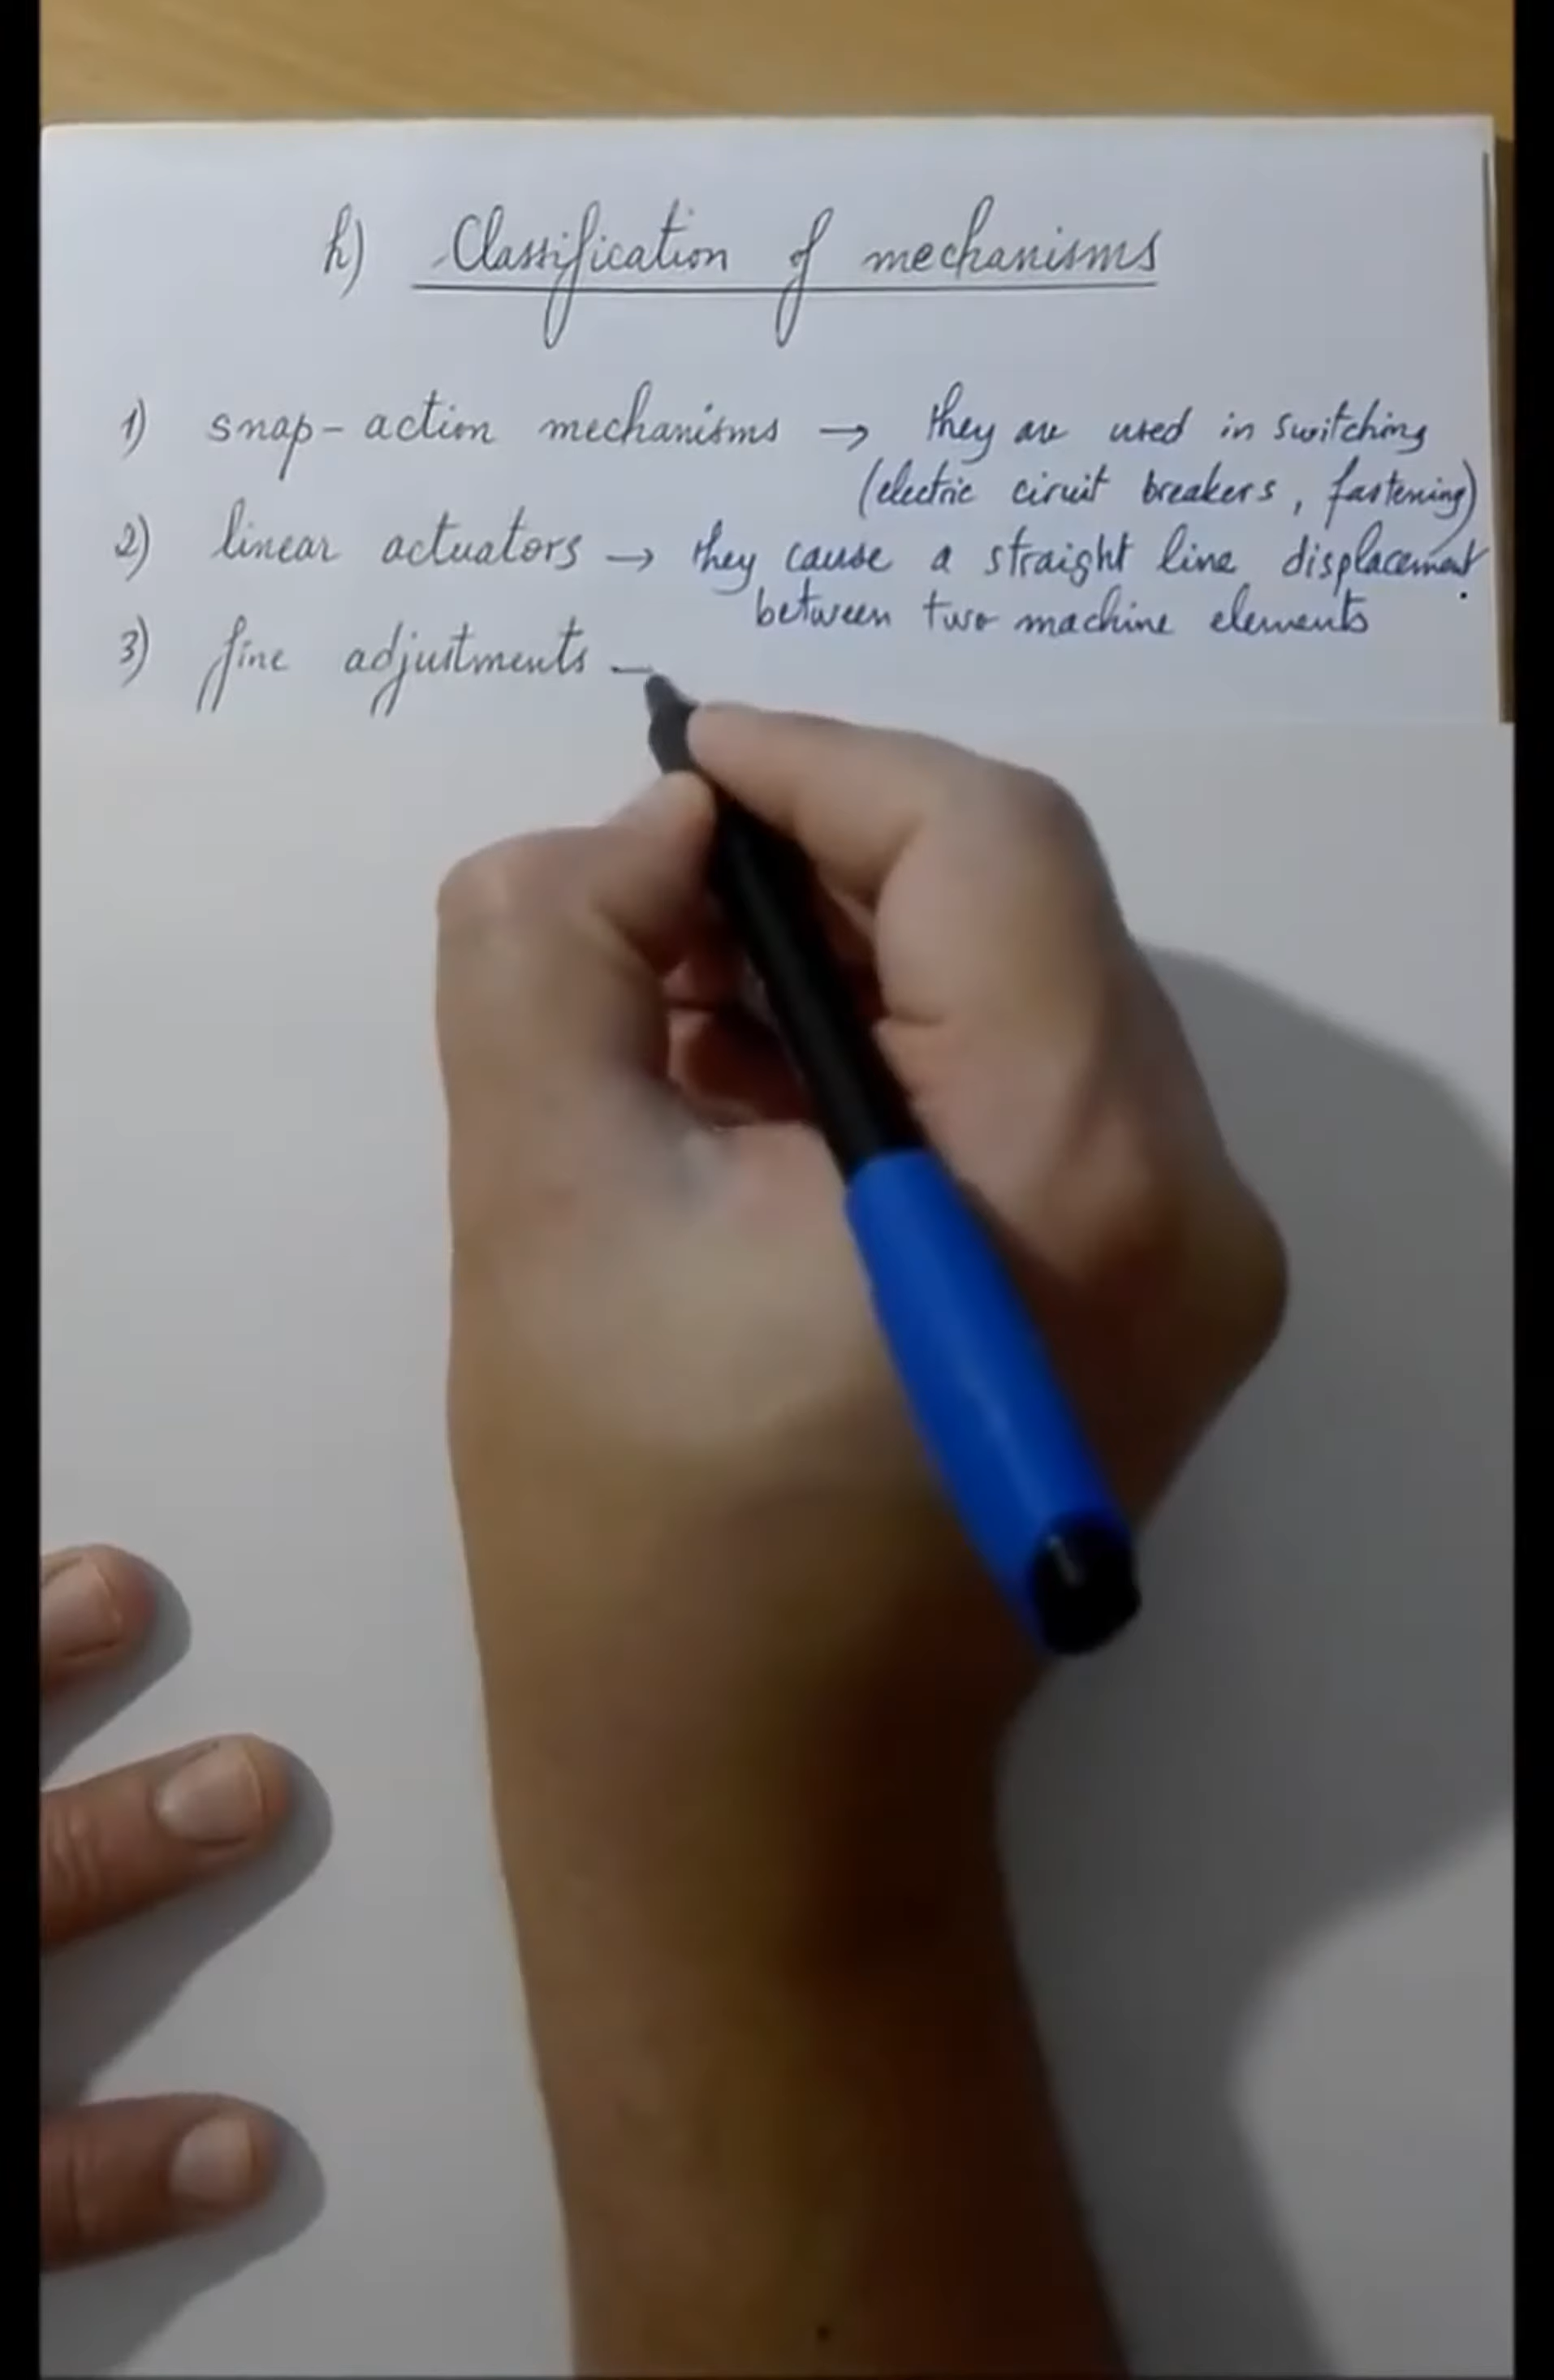 h) Classification of mechanisms
1) snap-action mechanisms → they are used in switching
(electric ciruit breakers, fastening)
2) linear actuators → they cause a straight line displacement
between two machine elements.
3) fine adjustments –